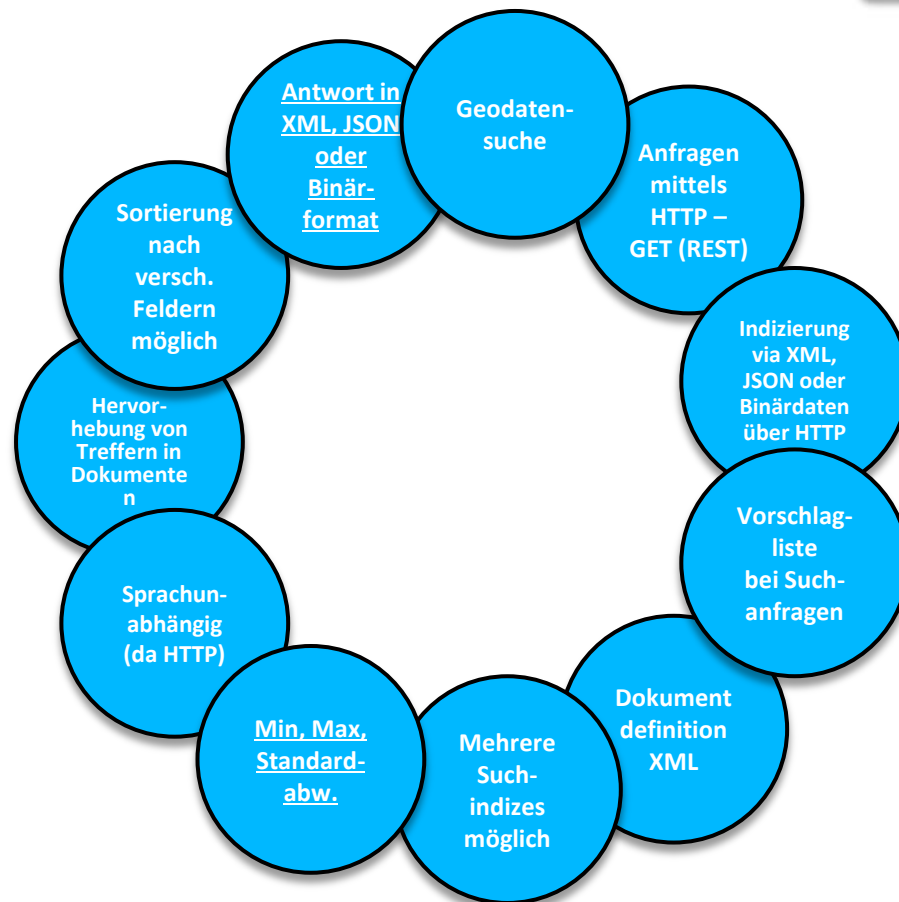 Geodaten-
suche
Anfragen
mittels
HTTP –
GET (REST)
Indizierung
via XML,
JSON oder
Binärdaten
über HTTP
Vorschlag-
liste
bei Such-
anfragen
Dokument
definition
XML
Mehrere
Such-
indizes
möglich
Min, Max,
Standard-
abw.
Sprachun-
abhängig
(da HTTP)
Hervor-
hebung von
Treffern in
Dokumente
n
Sortierung
nach
versch.
Feldern
möglich
Antwort in
XML, JSON
oder
Binär-
format